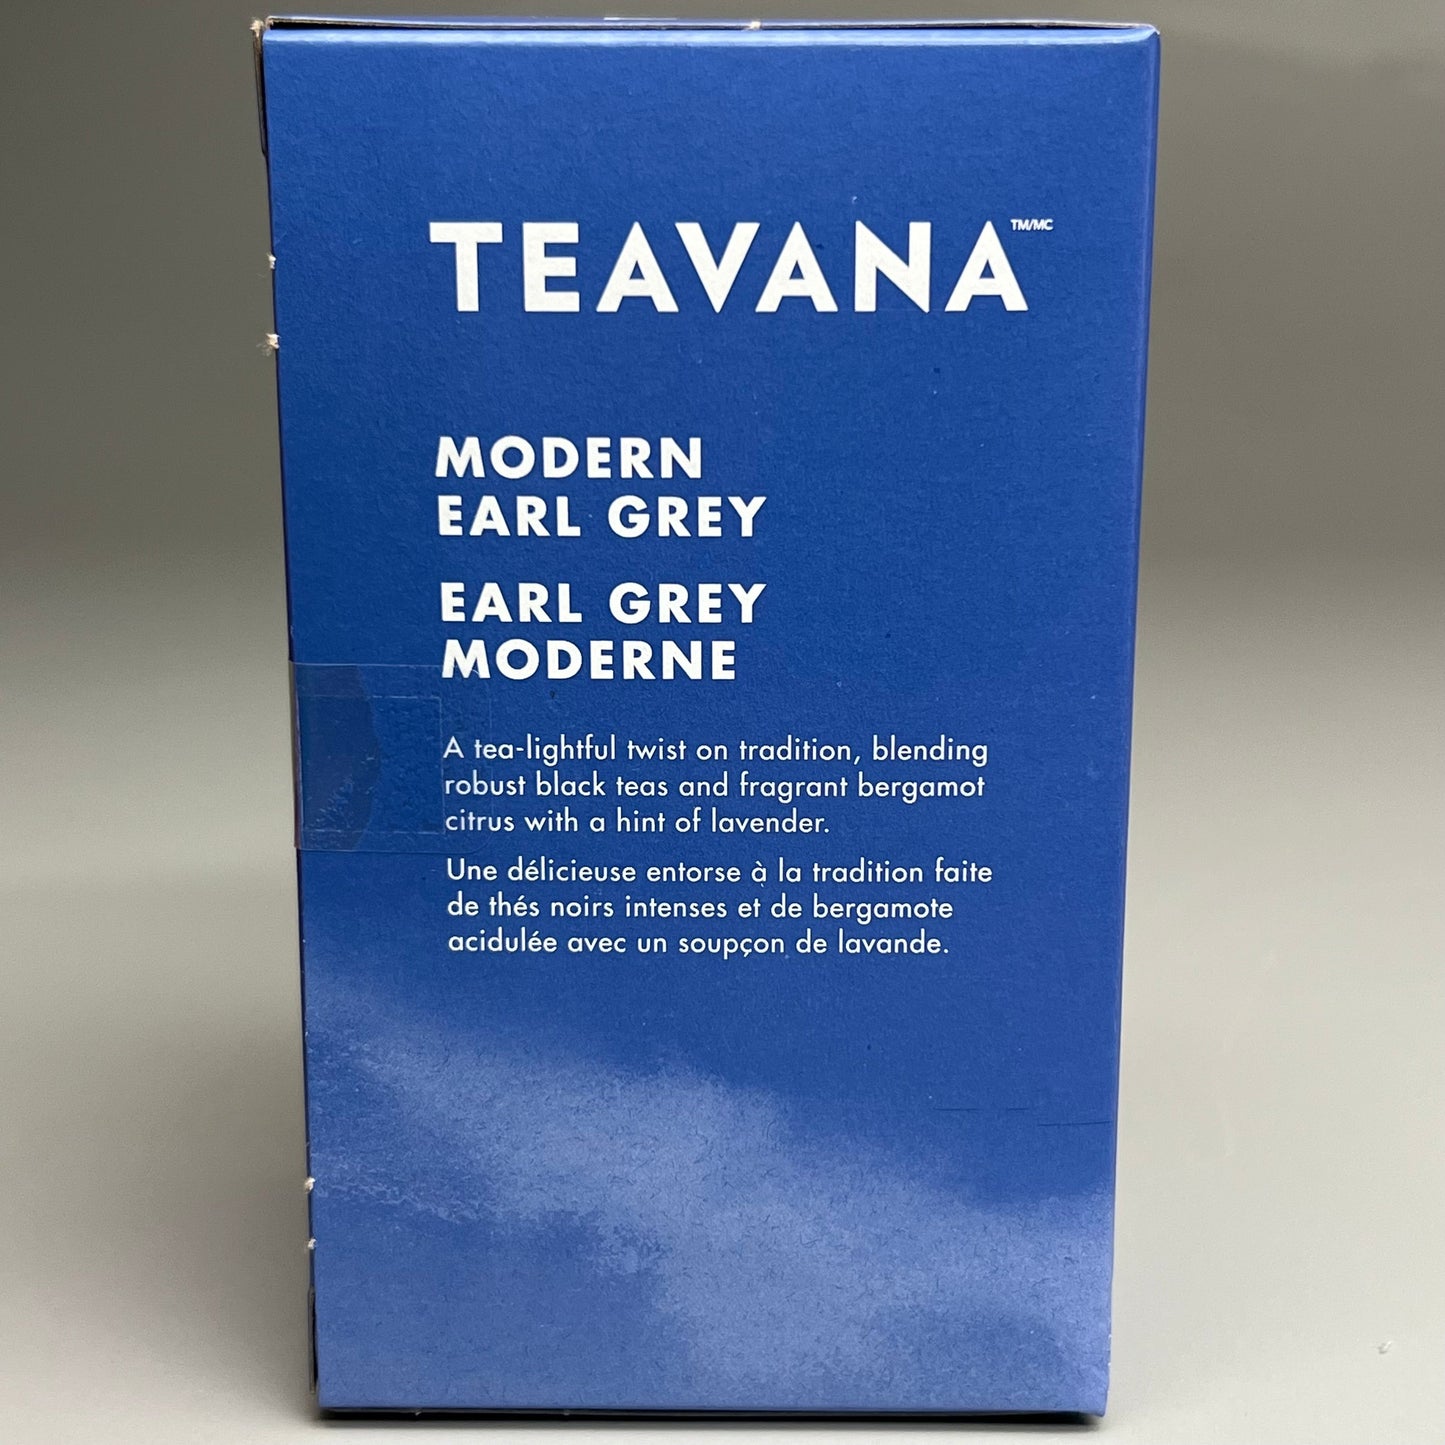 TEAVANA™/MC
MODERN
EARL GREY
EARL GREY
MODERNE
A tea-lightful twist on tradition, blending
robust black teas and fragrant bergamot
citrus with a hint of lavender.
Une délicieuse entorse à la tradition faite
de thés noirs intenses et de bergamote
acidulée avec un soupçon de lavande.